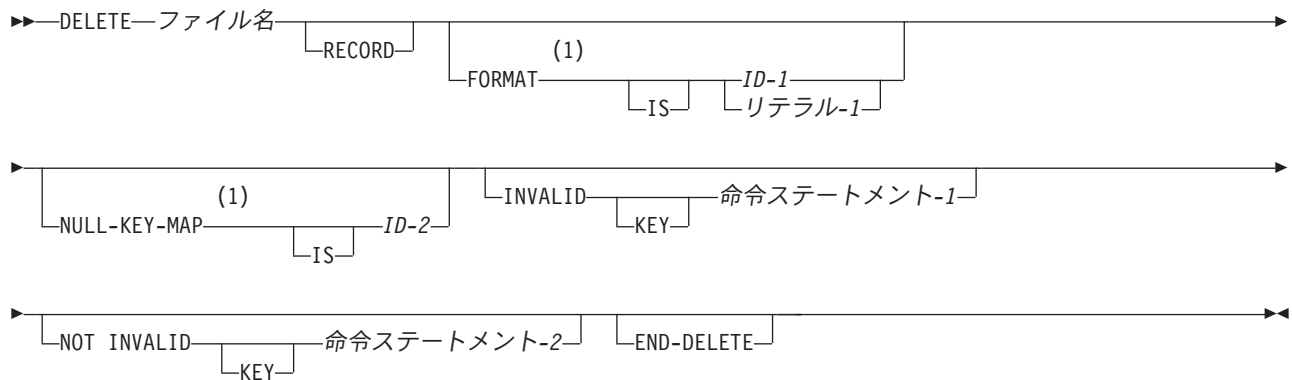 DELETE ファイル名
RECORD
(1)
FORMAT
IS
ID-1
リテラル-1
(1)
NULL-KEY-MAP
IS
ID-2
INVALID
KEY
命令ステートメント-1
NOT INVALID
KEY
命令ステートメント-2
END-DELETE